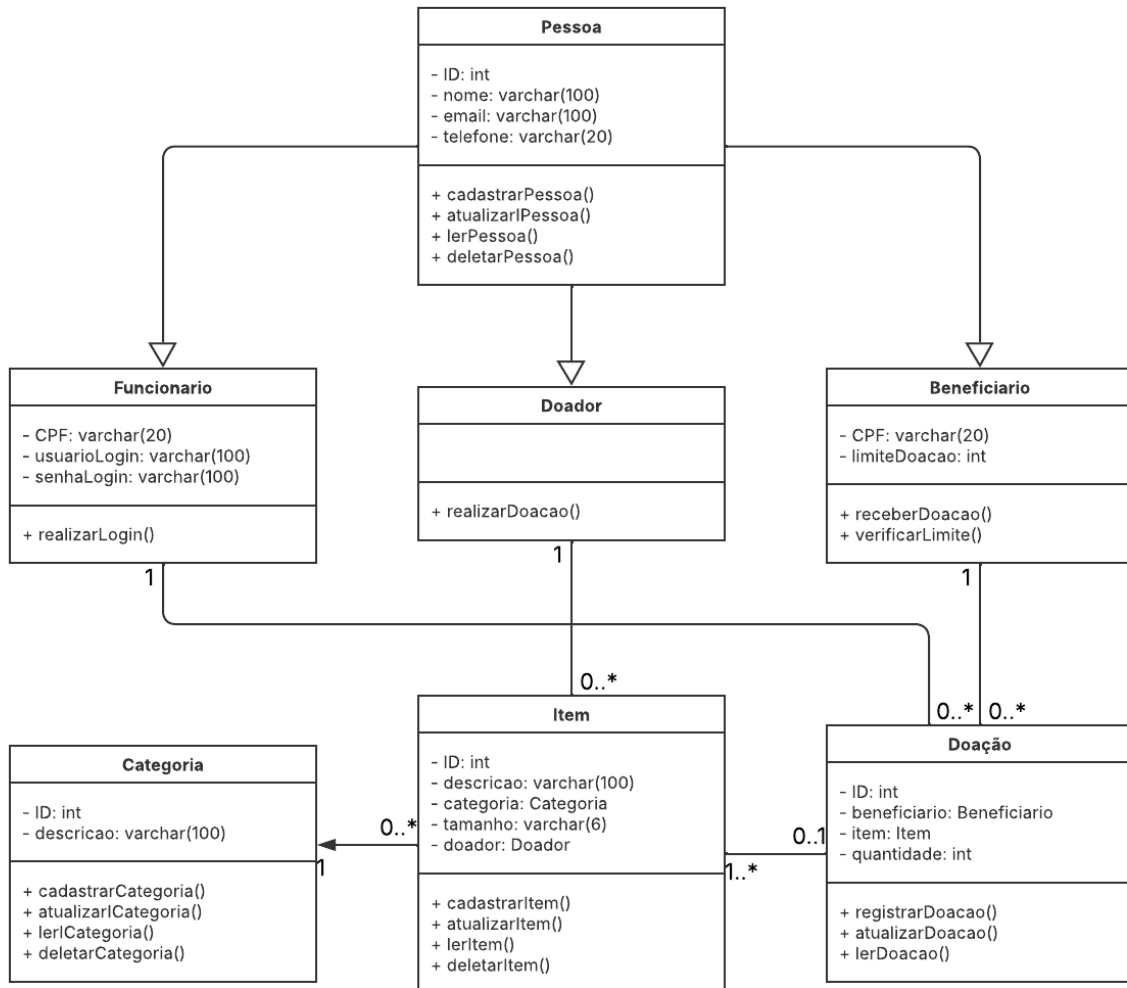 Pessoa
- ID: int
- nome: varchar(100)
- email: varchar(100)
- telefone: varchar(20)
+ cadastrarPessoa()
+ atualizarIPessoa()
+ lerPessoa()
+ deletarPessoa()
Funcionario
- CPF: varchar(20)
- usuarioLogin: varchar(100)
- senhaLogin: varchar(100)
+ realizarLogin()
1
Doador
+ realizarDoacao()
1
Beneficiario
- CPF: varchar(20)
- limiteDoacao: int
+ receberDoacao()
+ verificarLimite()
1
Categoria
- ID: int
- descricao: varchar(100)
+ cadastrarCategoria()
+ atualizarICategoria()
+ lerICategoria()
+ deletarCategoria()
1
0..*
0..*
Item
- ID: int
- descricao: varchar(100)
- categoria: Categoria
- tamanho: varchar(6)
- doador: Doador
+ cadastrarItem()
+ atualizarItem()
+ lerItem()
+ deletarItem()
1..*
0..1
0..*
0..*
Doação
- ID: int
- beneficiario: Beneficiario
- item: Item
- quantidade: int
+ registrarDoacao()
+ atualizarDoacao()
+ lerDoacao()